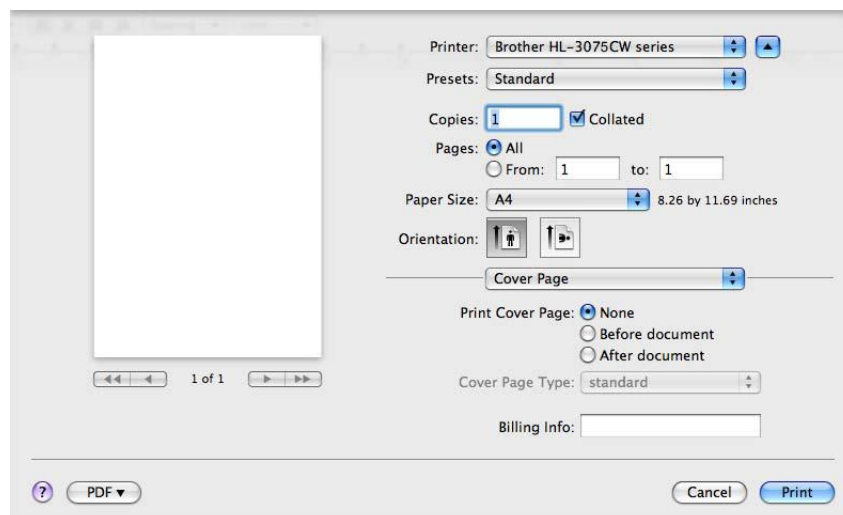 Printer: Brother HL-3075CW series
Presets: Standard
Copies: 1 Collated
Pages: All
From: 1 to: 1
Paper Size: A4 8.26 by 11.69 inches
Orientation:
Cover Page
Print Cover Page: None
Before document
After document
1 of 1
Cover Page Type: standard
Billing Info:
? PDF Cancel Print